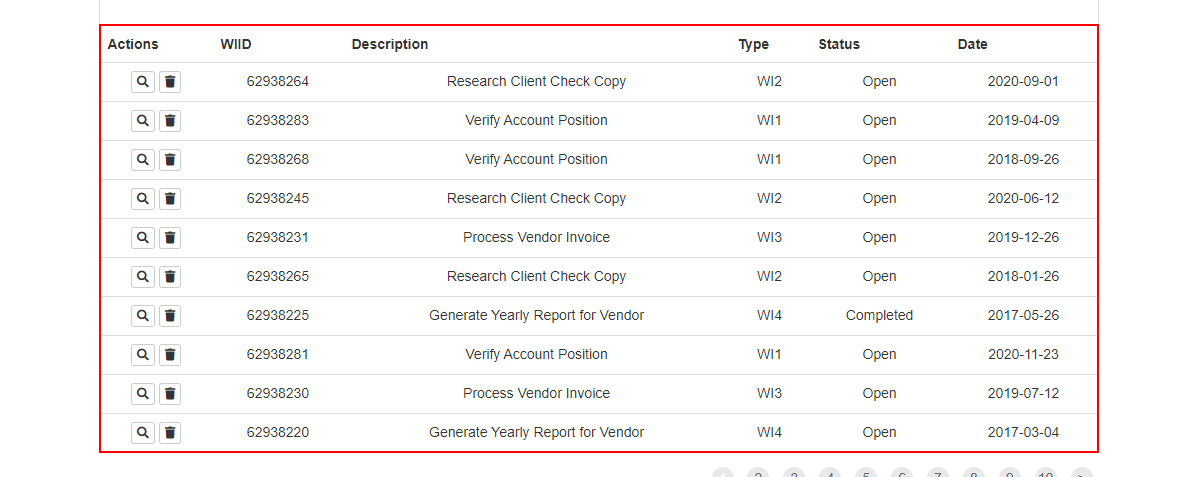 Actions WIID Description Type Status Date
62938264 Research Client Check Copy WI2 Open 2020-09-01
62938283 Verify Account Position WI1 Open 2019-04-09
62938268 Verify Account Position WI1 Open 2018-09-26
62938245 Research Client Check Copy WI2 Open 2020-06-12
62938231 Process Vendor Invoice WI3 Open 2019-12-26
62938265 Research Client Check Copy WI2 Open 2018-01-26
62938225 Generate Yearly Report for Vendor WI4 Completed 2017-05-26
62938281 Verify Account Position WI1 Open 2020-11-23
62938230 Process Vendor Invoice WI3 Open 2019-07-12
62938220 Generate Yearly Report for Vendor WI4 Open 2017-03-04
2 3 4 5 6 7 8 9 10 >